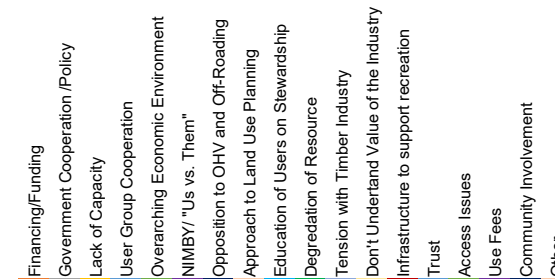 Financing/Funding
Government Cooperation /Policy
Lack of Capacity
User Group Cooperation
Overarching Economic Environment
NIMBY/ "Us vs. Them"
Opposition to OHV and Off-Roading
Approach to Land Use Planning
Education of Users on Stewardship
Degredation of Resource
Tension with Timber Industry
Don't Undertand Value of the Industry
Infrastructure to support recreation
Trust
Access Issues
Use Fees
Community Involvement